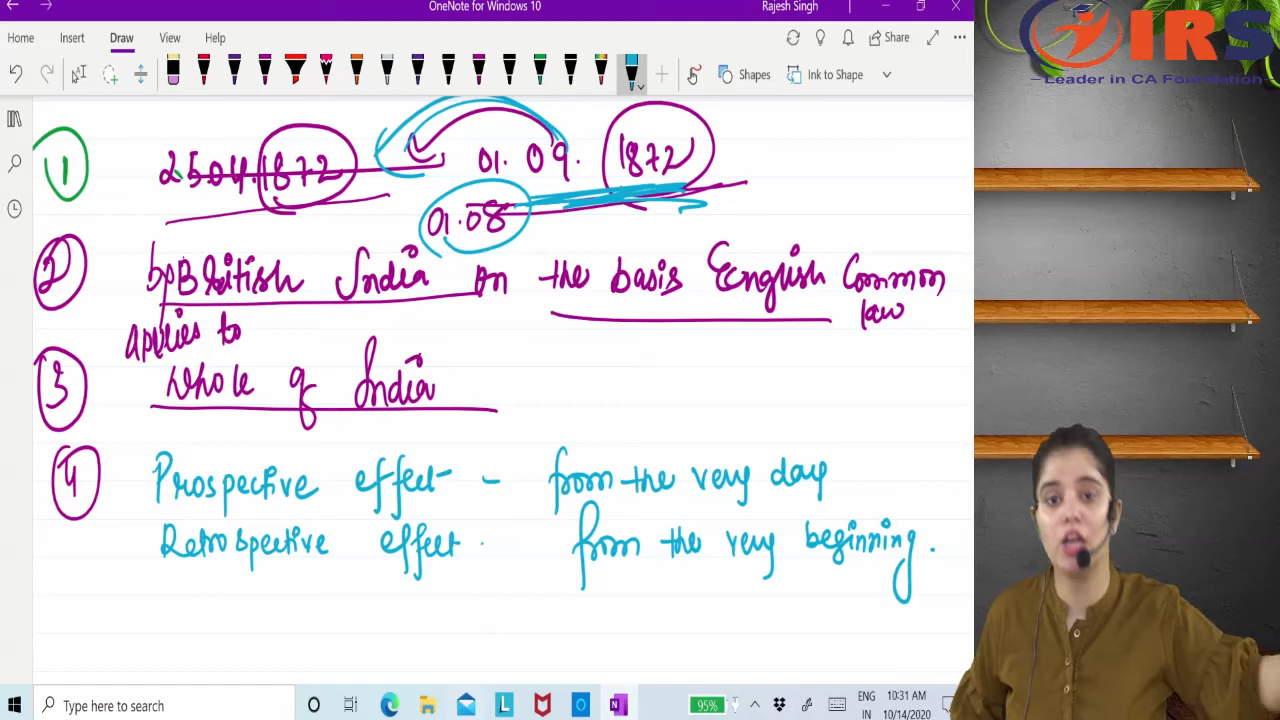 OneNote for Windows 10
Rajesh Singh
Home Insert Draw View Help
Share
Shapes
Ink to Shape
IRS
Leader in CA Foundation
1 2504.1872 01.09. 1872
01.08
2 by British India on the basis English Common
law
applies to
3 Whole of India
4 Prospective effect - from the very day
Retrospective effect. from the very beginning.
Type here to search
95%
ENG
IN
10:31 AM
10/14/2020